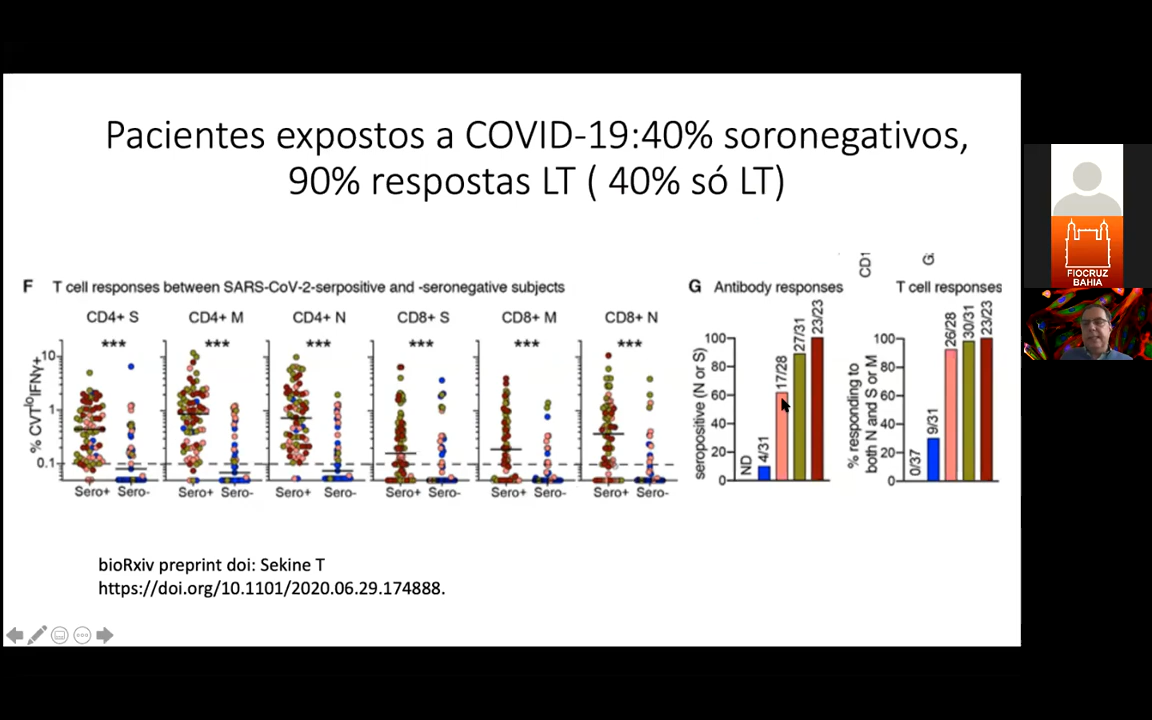 Pacientes expostos a COVID-19:40% soronegativos,
90% respostas LT ( 40% só LT)
CD1
G.
F T cell responses between SARS-CoV-2-serpositive and -seronegative subjects
G Antibody responses
T cell responses
CD4+ S CD4+ M CD4+ N CD8+ S CD8+ M CD8+ N
*** *** *** *** *** ***
% CVTloIFNγ+
10
1
0.1
Sero+ Sero- Sero+ Sero- Sero+ Sero- Sero+ Sero- Sero+ Sero- Sero+ Sero-
seropositive (N or S)
100
80
60
40
20
0
ND
4/31
17/28
27/31
23/23
% responding to
both N and S or M
100
80
60
40
20
0
0/37
9/31
26/28
30/31
23/23
bioRxiv preprint doi: Sekine T
https://doi.org/10.1101/2020.06.29.174888.
FIOCRUZ
BAHIA